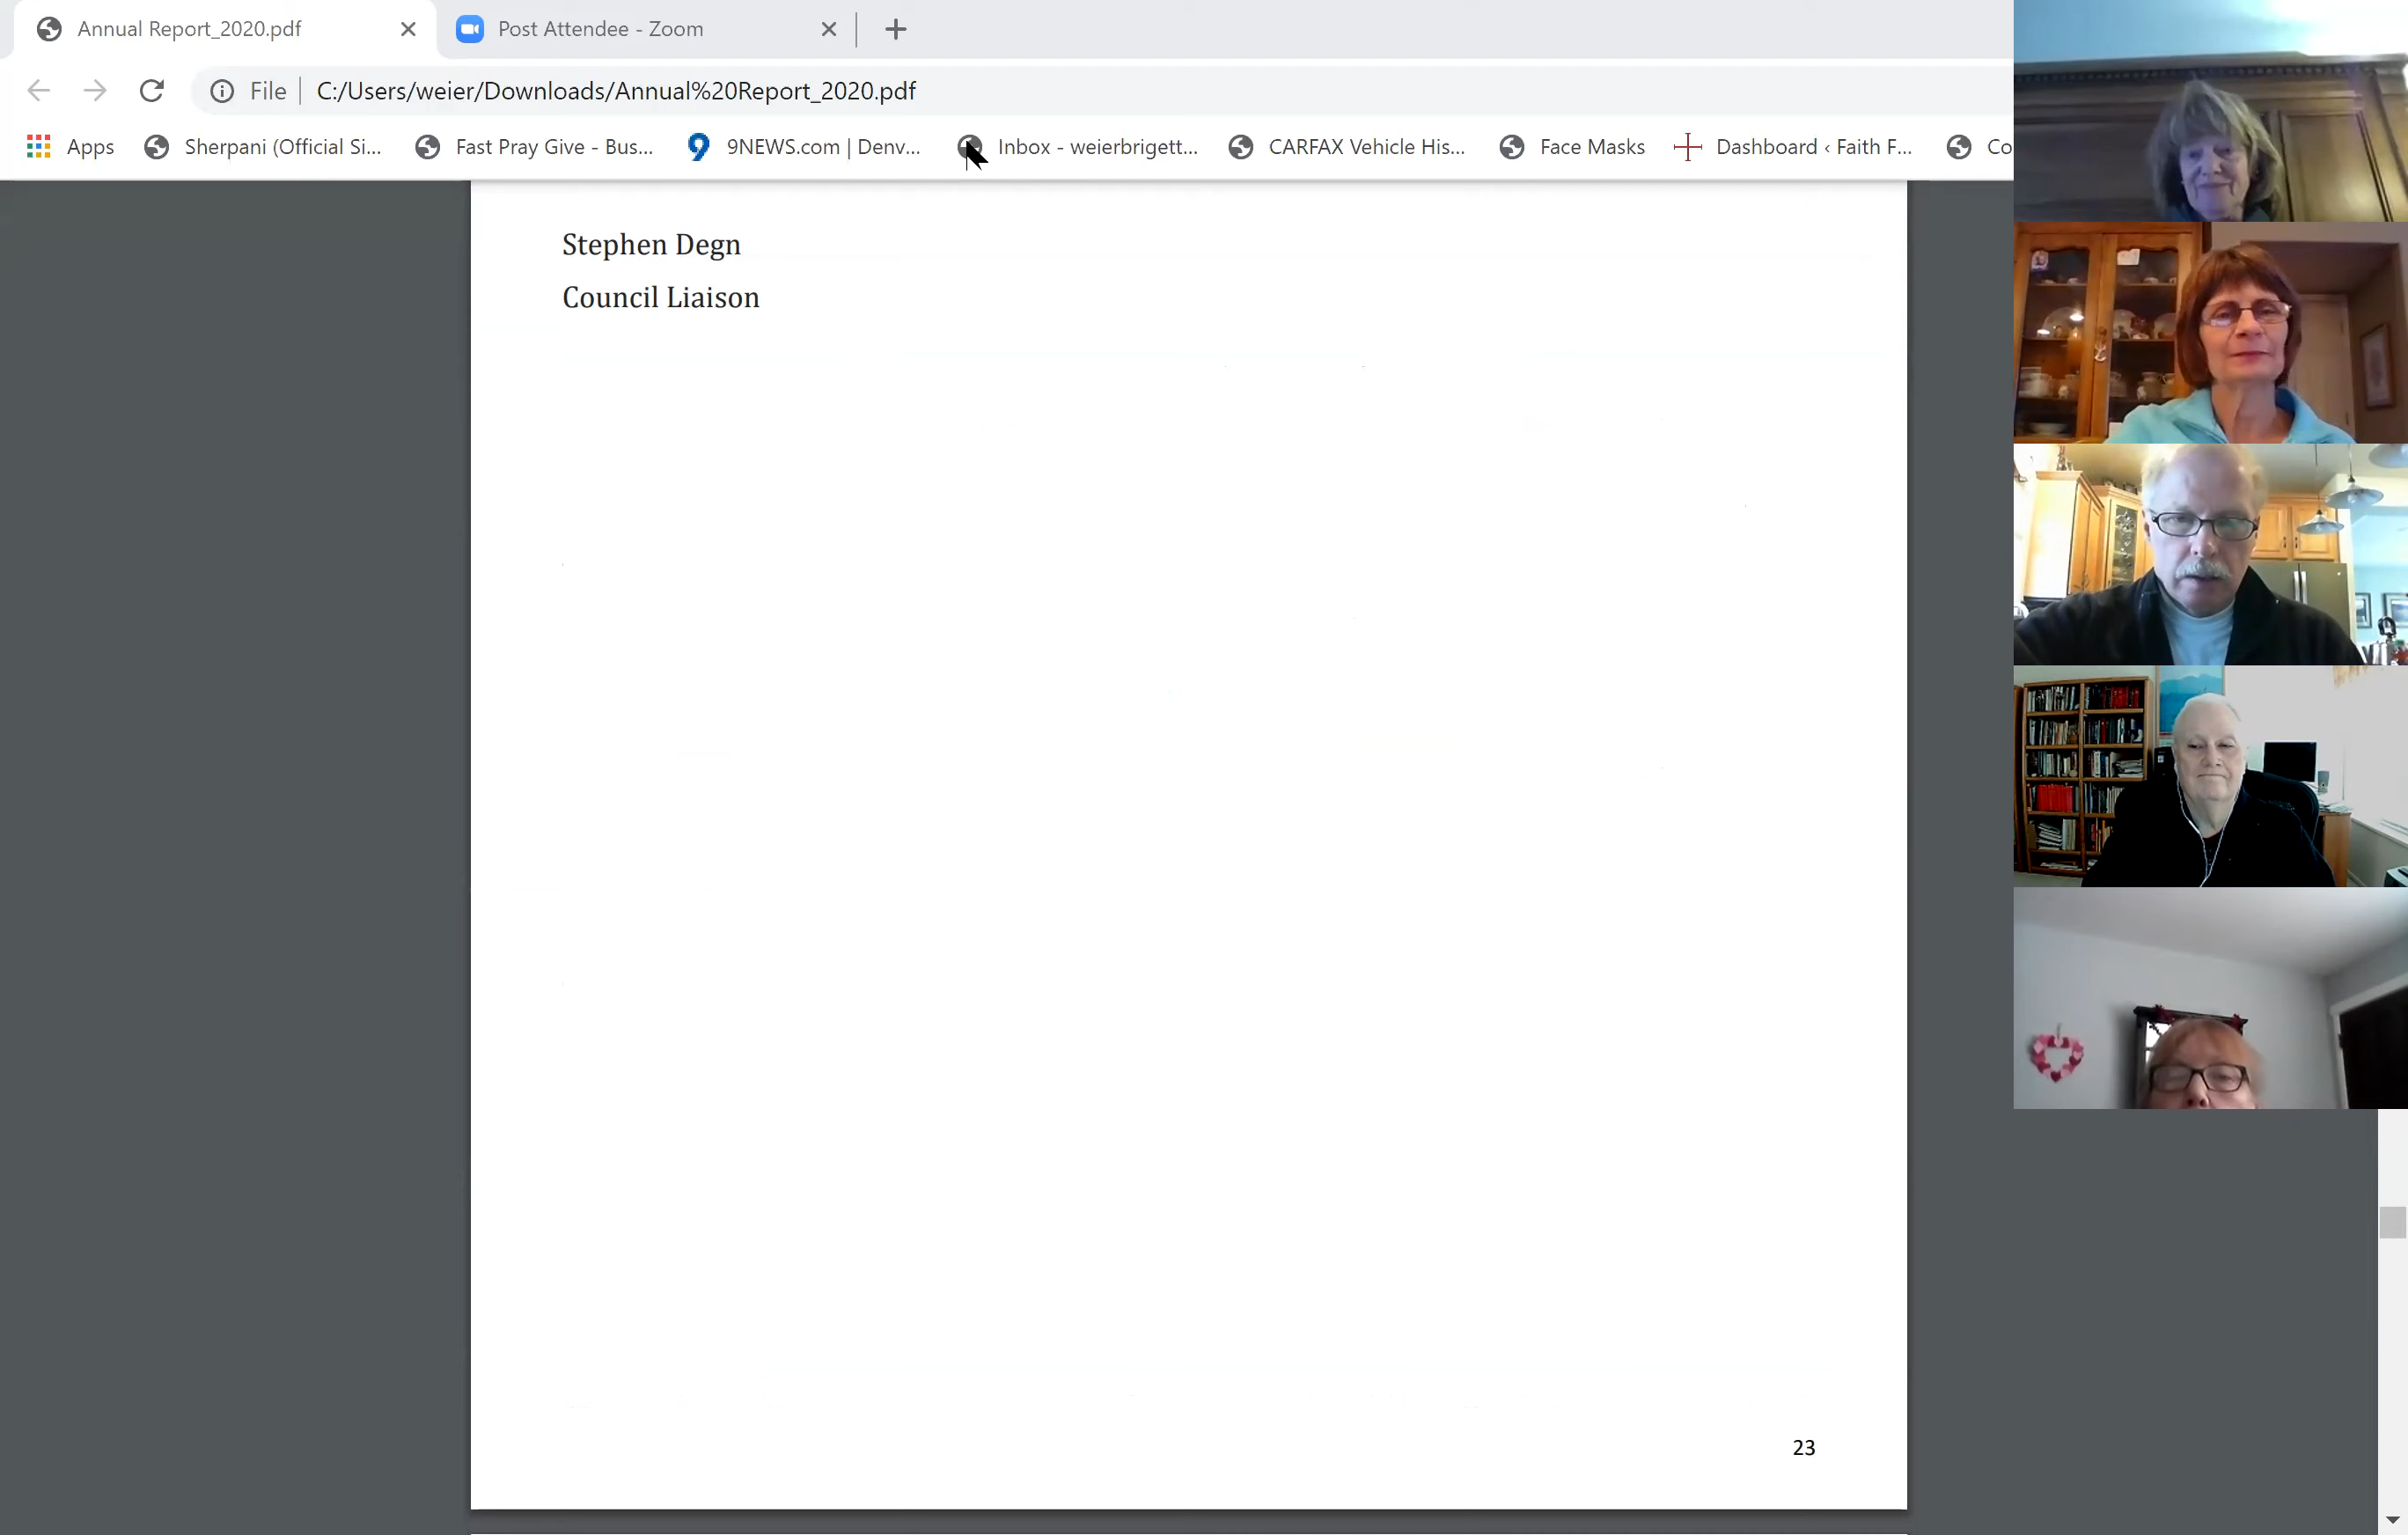 Annual Report_2020.pdf
Post Attendee - Zoom
File
C:/Users/weier/Downloads/Annual%20Report_2020.pdf
Apps
Sherpani (Official Si...
Fast Pray Give - Bus...
9NEWS.com | Denv...
Inbox - weierbrigett...
CARFAX Vehicle His...
Face Masks
Dashboard ‹ Faith F...
Co
Stephen Degn
Council Liaison
23